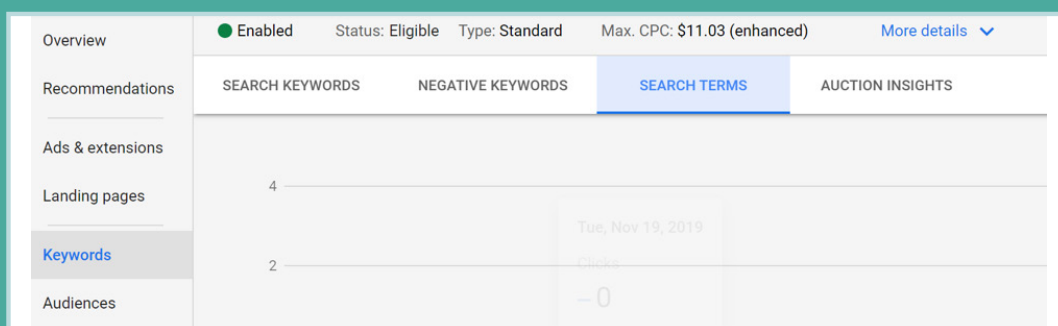 Overview
Recommendations
Ads & extensions
Landing pages
Keywords
Audiences
Enabled Status: Eligible Type: Standard Max. CPC: $11.03 (enhanced) More details
SEARCH KEYWORDS NEGATIVE KEYWORDS SEARCH TERMS AUCTION INSIGHTS
4
2
Tue, Nov 19, 2019
Clicks
– 0